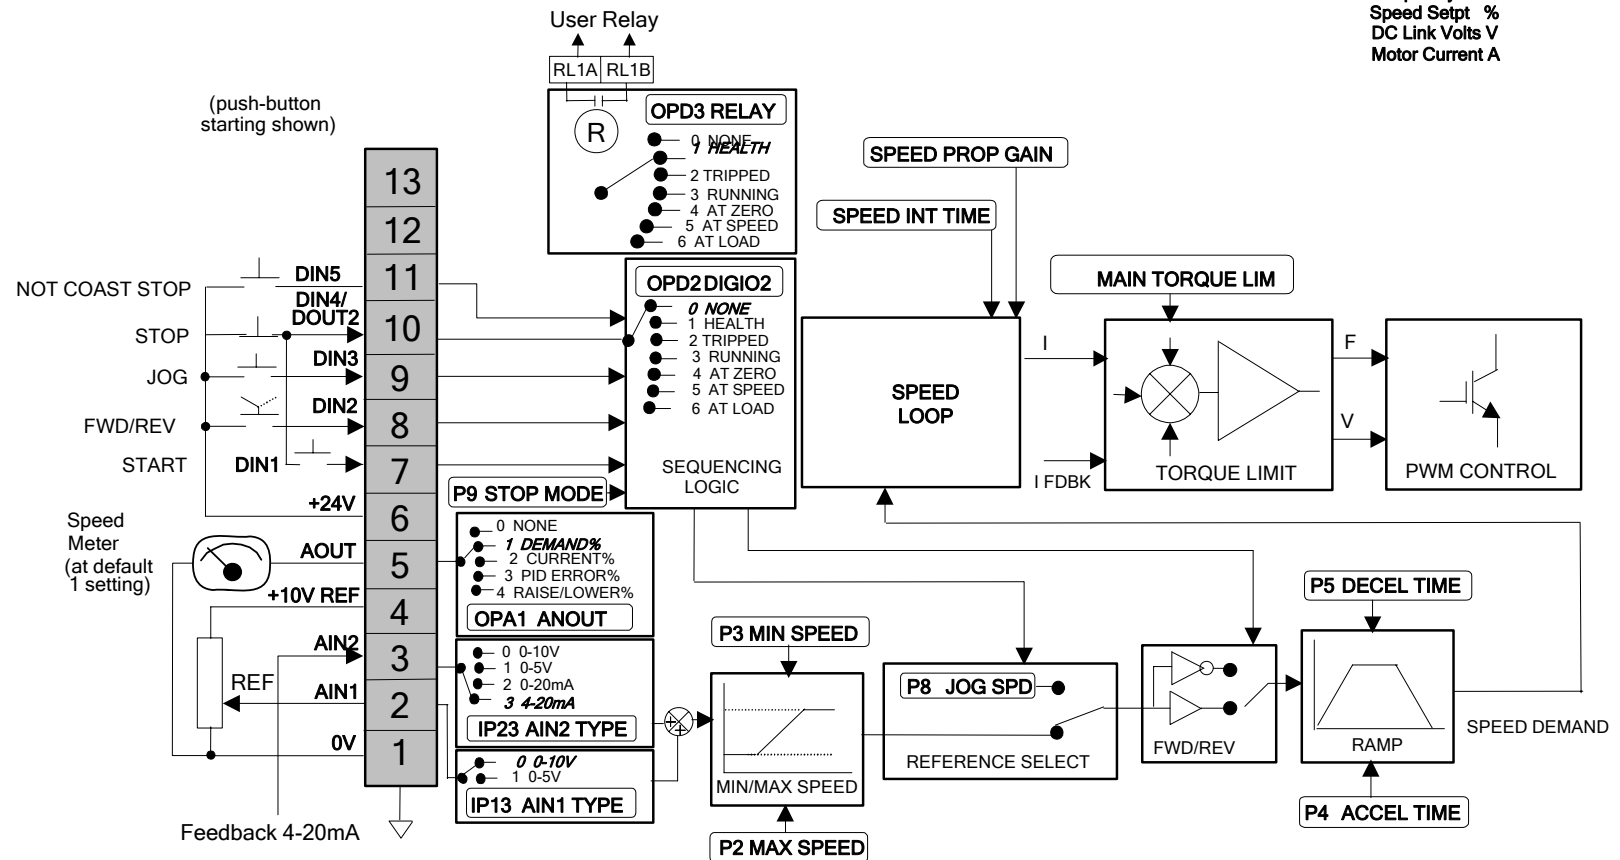 Speed Setpt %
DC Link Volts V
Motor Current A
User Relay
RL1A RL1B
(push-button
starting shown)
OPD3 RELAY
R
0 NONE
1 HEALTH
2 TRIPPED
3 RUNNING
4 AT ZERO
5 AT SPEED
6 AT LOAD
13
12
11
10
9
8
7
6
5
4
3
2
1
NOT COAST STOP
DIN5
DIN4/
DOUT2
STOP
DIN3
JOG
DIN2
FWD/REV
START
DIN1
+24V
Speed
Meter
(at default
1 setting)
AOUT
+10V REF
AIN2
REF
AIN1
0V
Feedback 4-20mA
OPD2 DIGIO2
0 NONE
1 HEALTH
2 TRIPPED
3 RUNNING
4 AT ZERO
5 AT SPEED
6 AT LOAD
SEQUENCING
LOGIC
P9 STOP MODE
0 NONE
1 DEMAND%
2 CURRENT%
3 PID ERROR%
4 RAISE/LOWER%
OPA1 ANOUT
0 0-10V
1 0-5V
2 0-20mA
3 4-20mA
IP23 AIN2 TYPE
0 0-10V
1 0-5V
IP13 AIN1 TYPE
SPEED PROP GAIN
SPEED INT TIME
SPEED
LOOP
MAIN TORQUE LIM
I
I FDBK
TORQUE LIMIT
F
V
PWM CONTROL
P3 MIN SPEED
MIN/MAX SPEED
P2 MAX SPEED
P8 JOG SPD
REFERENCE SELECT
FWD/REV
P5 DECEL TIME
RAMP
P4 ACCEL TIME
SPEED DEMAND